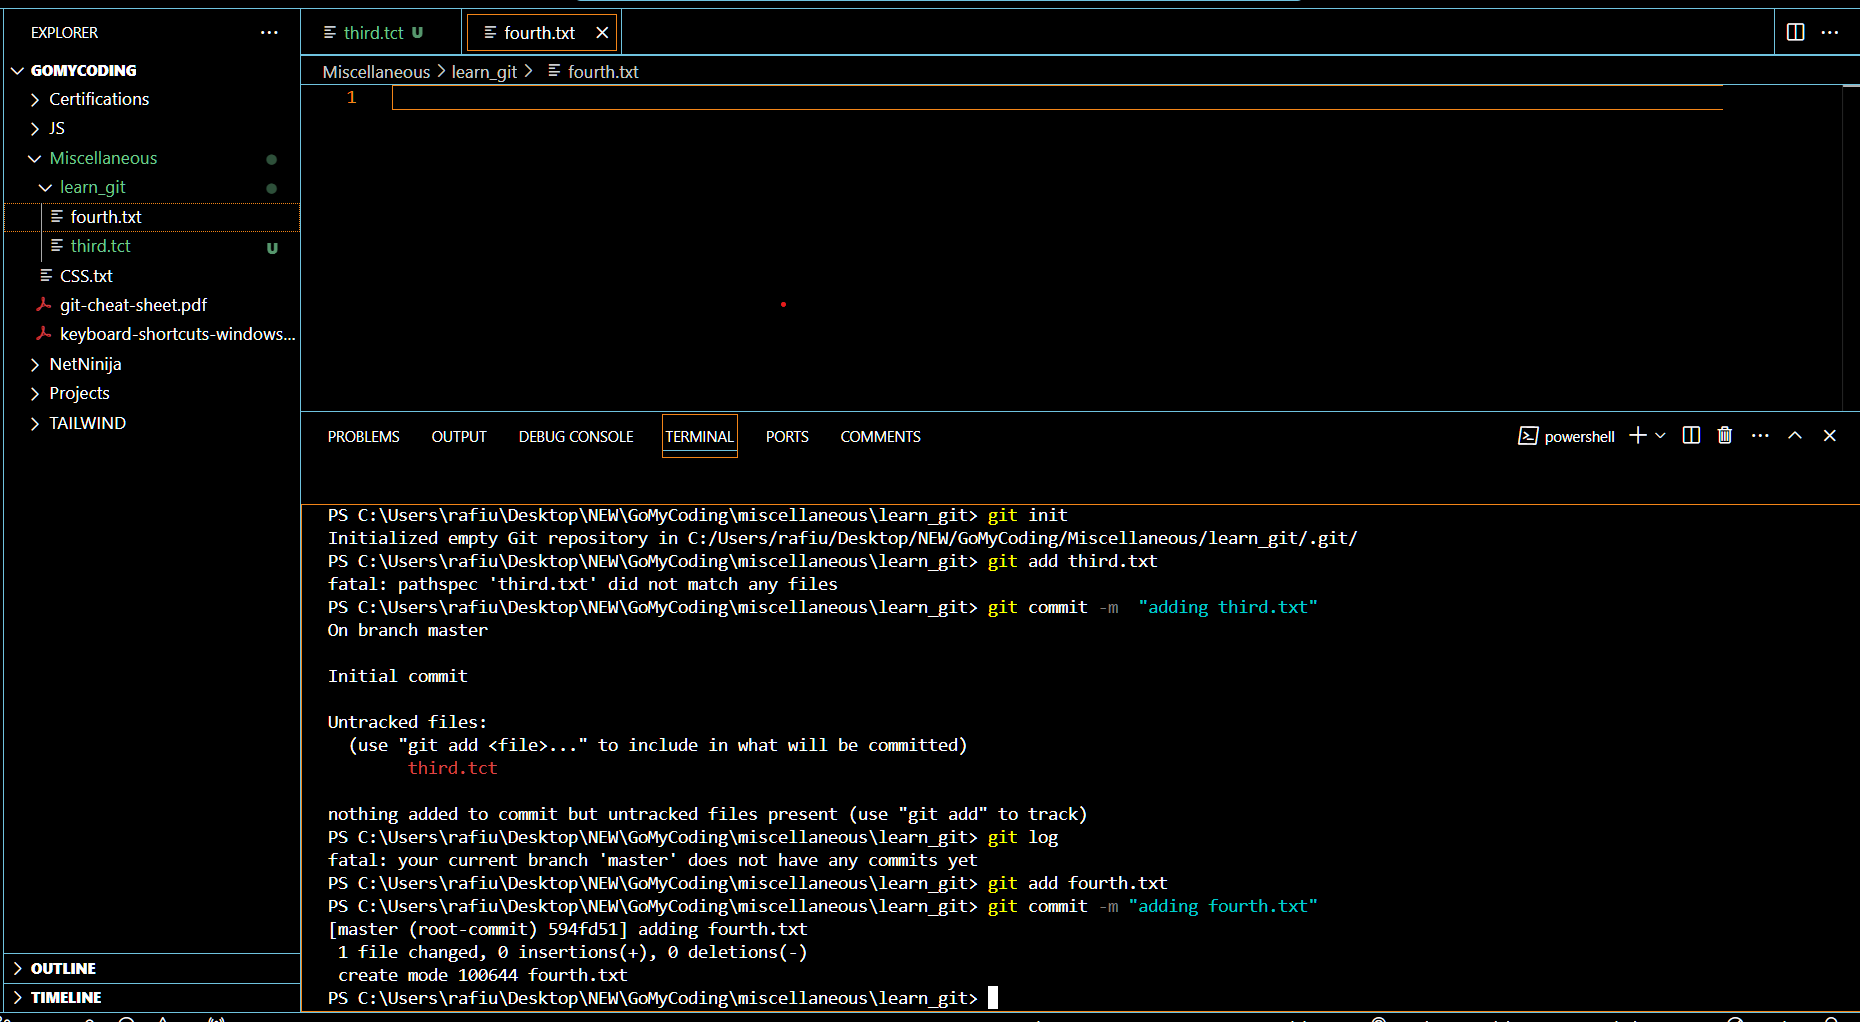 EXPLORER
GOMYCODING
Certifications
JS
Miscellaneous
learn_git
fourth.txt
third.tct U
CSS.txt
git-cheat-sheet.pdf
keyboard-shortcuts-windows...
NetNinija
Projects
TAILWIND
OUTLINE
TIMELINE
third.tct U
fourth.txt
Miscellaneous > learn_git > fourth.txt
1
PROBLEMS OUTPUT DEBUG CONSOLE TERMINAL PORTS COMMENTS
powershell
PS C:\Users\rafiu\Desktop\NEW\GoMyCoding\miscellaneous\learn_git> git init
Initialized empty Git repository in C:/Users/rafiu/Desktop/NEW/GoMyCoding/Miscellaneous/learn_git/.git/
PS C:\Users\rafiu\Desktop\NEW\GoMyCoding\miscellaneous\learn_git> git add third.txt
fatal: pathspec 'third.txt' did not match any files
PS C:\Users\rafiu\Desktop\NEW\GoMyCoding\miscellaneous\learn_git> git commit -m  "adding third.txt"
On branch master
Initial commit
Untracked files:
  (use "git add <file>..." to include in what will be committed)
        third.tct
nothing added to commit but untracked files present (use "git add" to track)
PS C:\Users\rafiu\Desktop\NEW\GoMyCoding\miscellaneous\learn_git> git log
fatal: your current branch 'master' does not have any commits yet
PS C:\Users\rafiu\Desktop\NEW\GoMyCoding\miscellaneous\learn_git> git add fourth.txt
PS C:\Users\rafiu\Desktop\NEW\GoMyCoding\miscellaneous\learn_git> git commit -m "adding fourth.txt"
[master (root-commit) 594fd51] adding fourth.txt
 1 file changed, 0 insertions(+), 0 deletions(-)
 create mode 100644 fourth.txt
PS C:\Users\rafiu\Desktop\NEW\GoMyCoding\miscellaneous\learn_git>